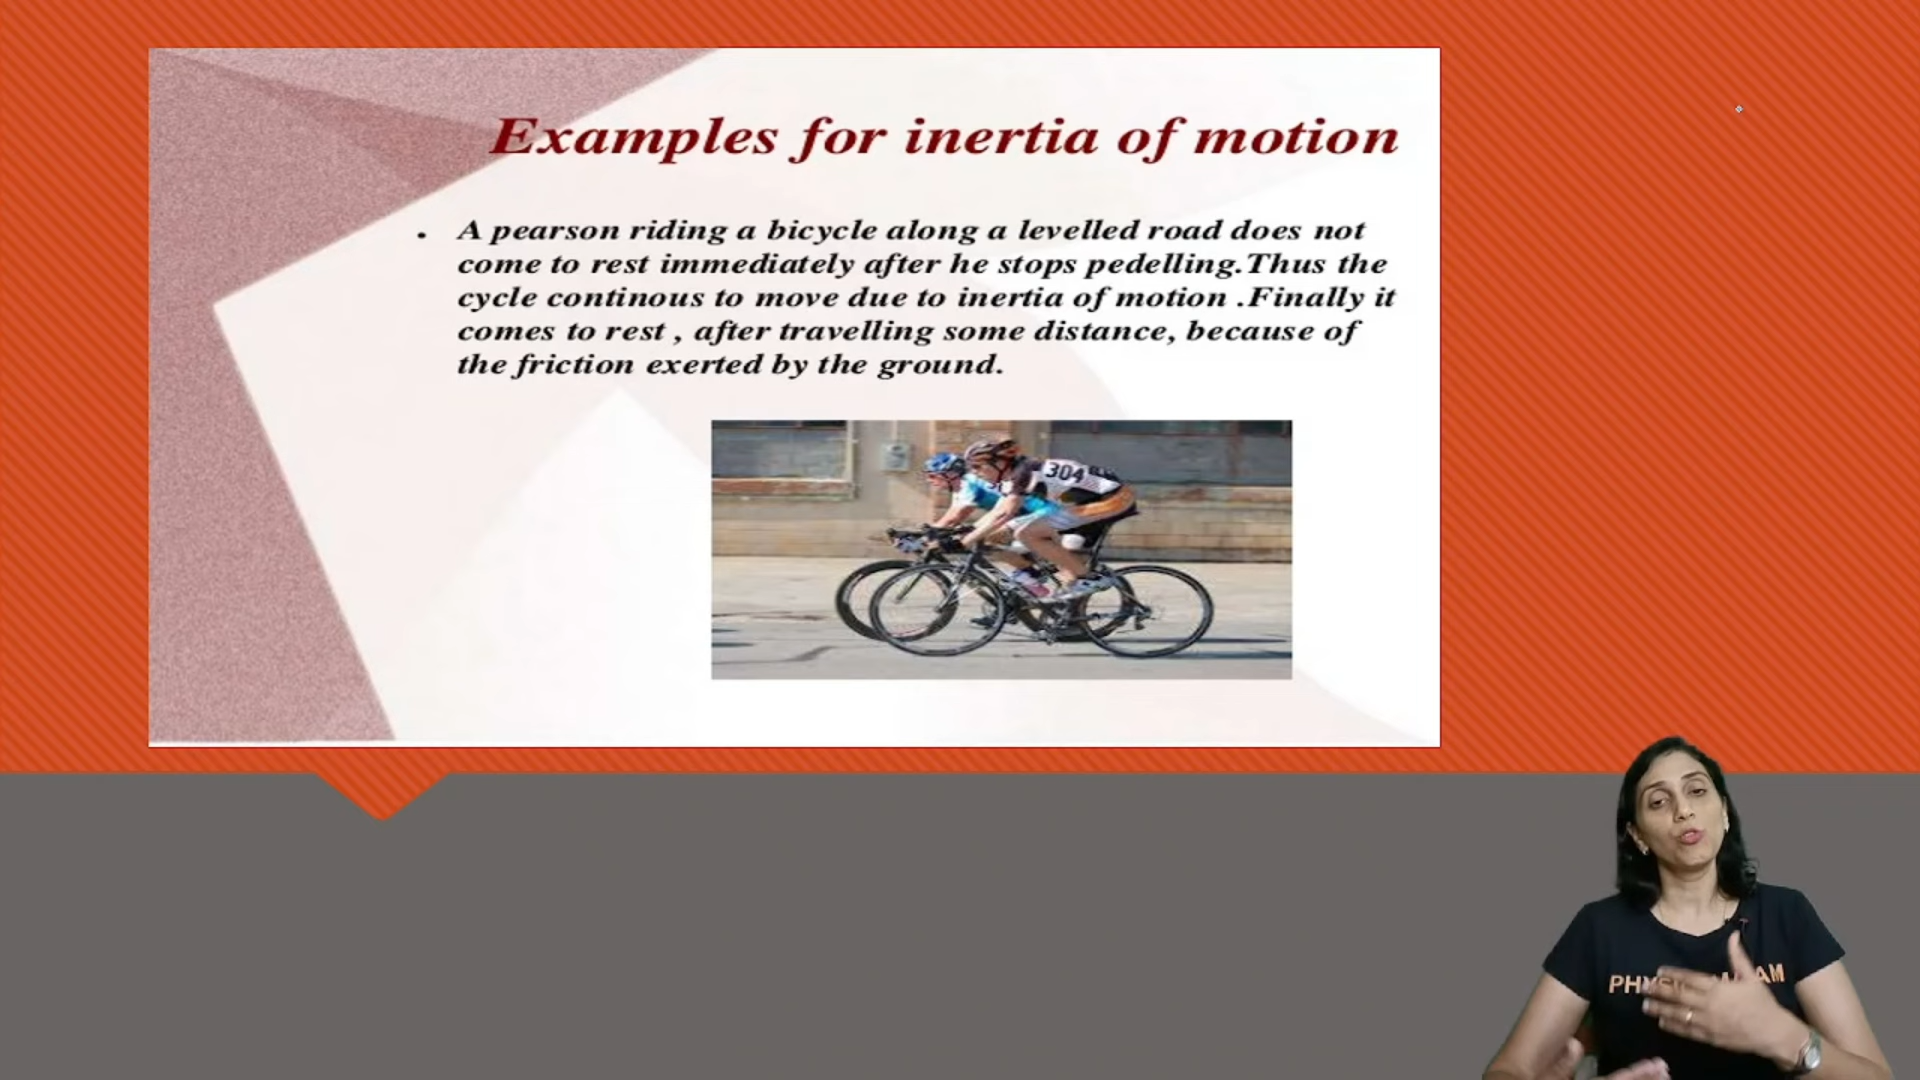 Examples for inertia of motion
• A pearson riding a bicycle along a levelled road does not
come to rest immediately after he stops pedelling.Thus the
cycle continous to move due to inertia of motion .Finally it
comes to rest , after travelling some distance, because of
the friction exerted by the ground.
304